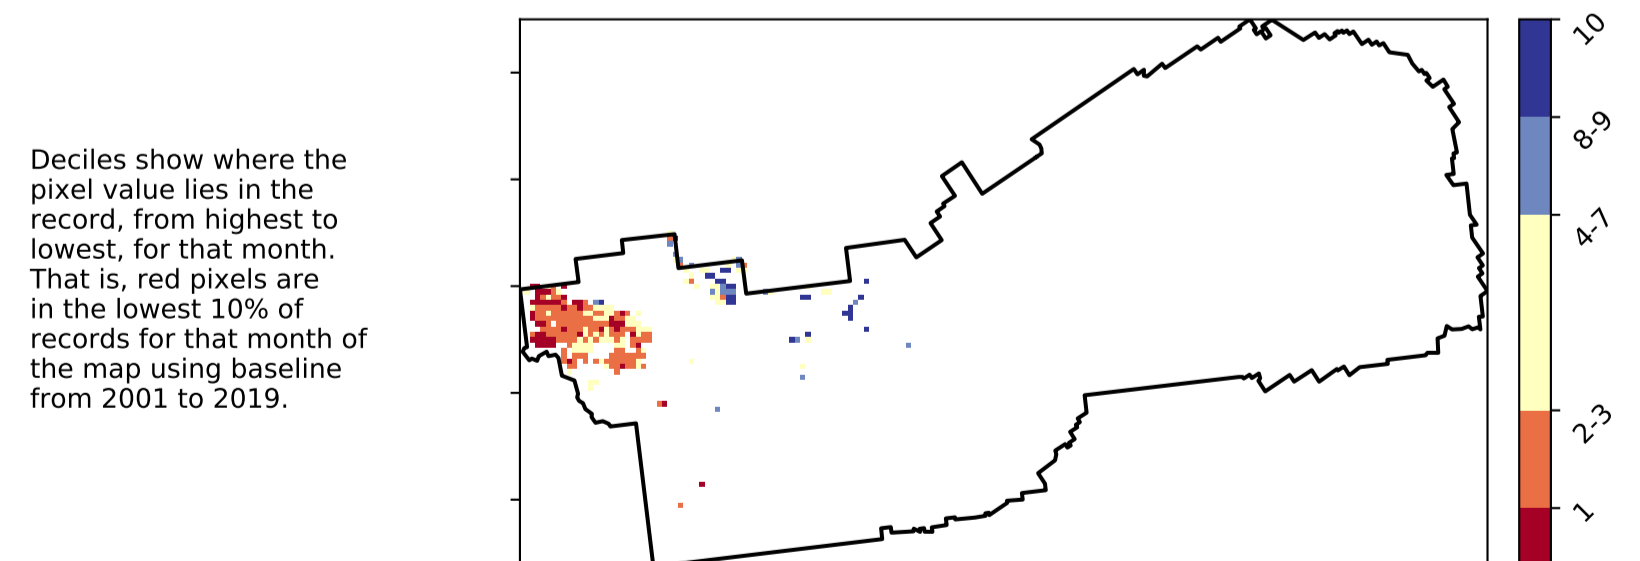 Deciles show where the
pixel value lies in the
record, from highest to
lowest, for that month.
That is, red pixels are
in the lowest 10% of
records for that month of
the map using baseline
from 2001 to 2019.
10
8-9
4-7
2-3
1